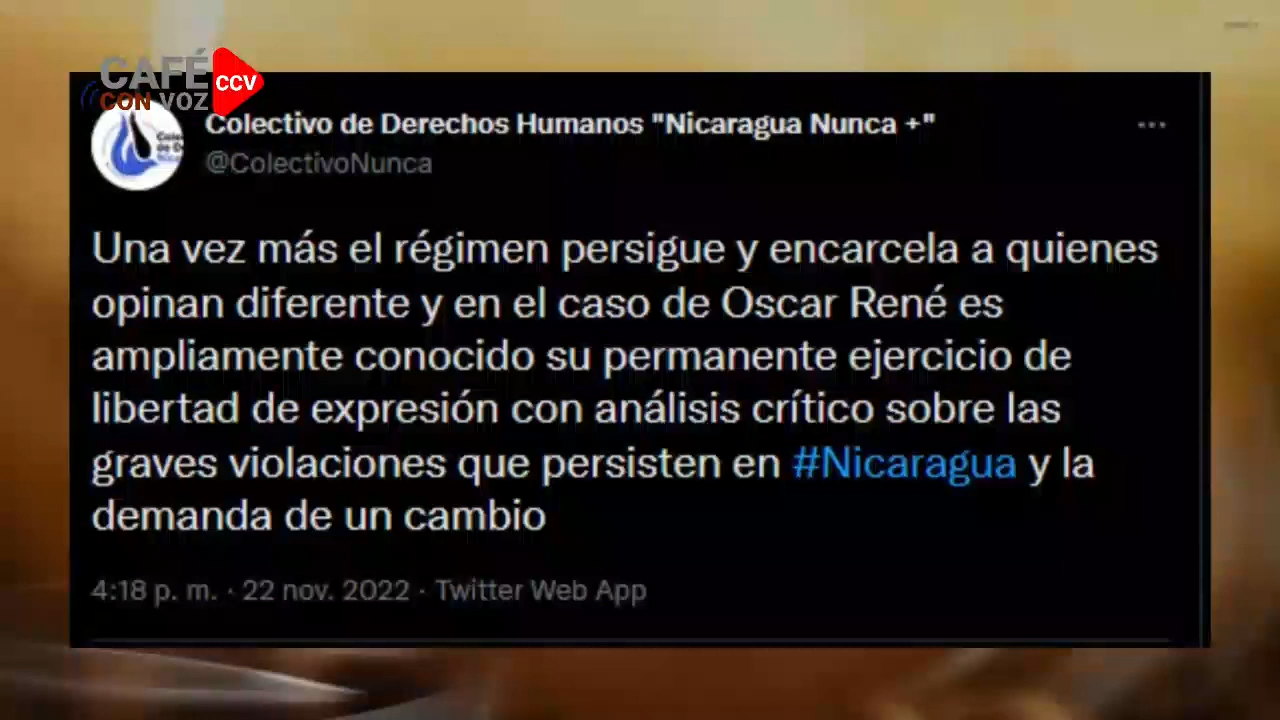 CAFÉ
CON VOZ
CCV
Colectivo de Derechos Humanos "Nicaragua Nunca +"
@ColectivoNunca
Una vez más el régimen persigue y encarcela a quienes
opinan diferente y en el caso de Oscar René es
ampliamente conocido su permanente ejercicio de
libertad de expresión con análisis crítico sobre las
graves violaciones que persisten en #Nicaragua y la
demanda de un cambio
4:18 p. m. · 22 nov. 2022 · Twitter Web App